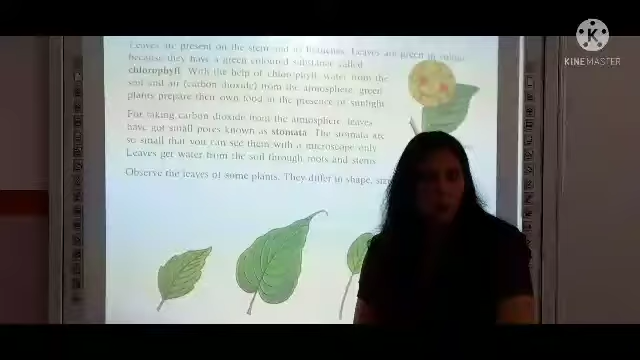 Leaves are present on the stem and its branches. Leaves are green in colour
because they have a green coloured substance called
chlorophyll. With the help of chlorophyll, water from the
soil and air (carbon dioxide) from the atmosphere, green
plants prepare their own food in the presence of sunlight
For taking carbon dioxide from the atmosphere, leaves
have got small pores known as stomata. The stomata are
so small that you can see them with a microscope only
Leaves get water from the soil through roots and stems
Observe the leaves of some plants. They differ in shape,
KINEMASTER